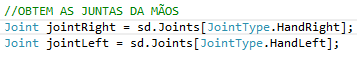 //OBTEM AS JUNTAS DA MÃOS
Joint jointRight = sd.Joints[JointType.HandRight];
Joint jointLeft = sd.Joints[JointType.HandLeft];